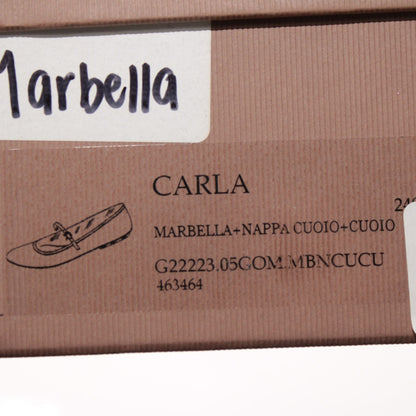 Marbella
CARLA
MARBELLA+NAPPA CUOIO+CUOIO
G22223.05GOM.MBNCUCU
463464